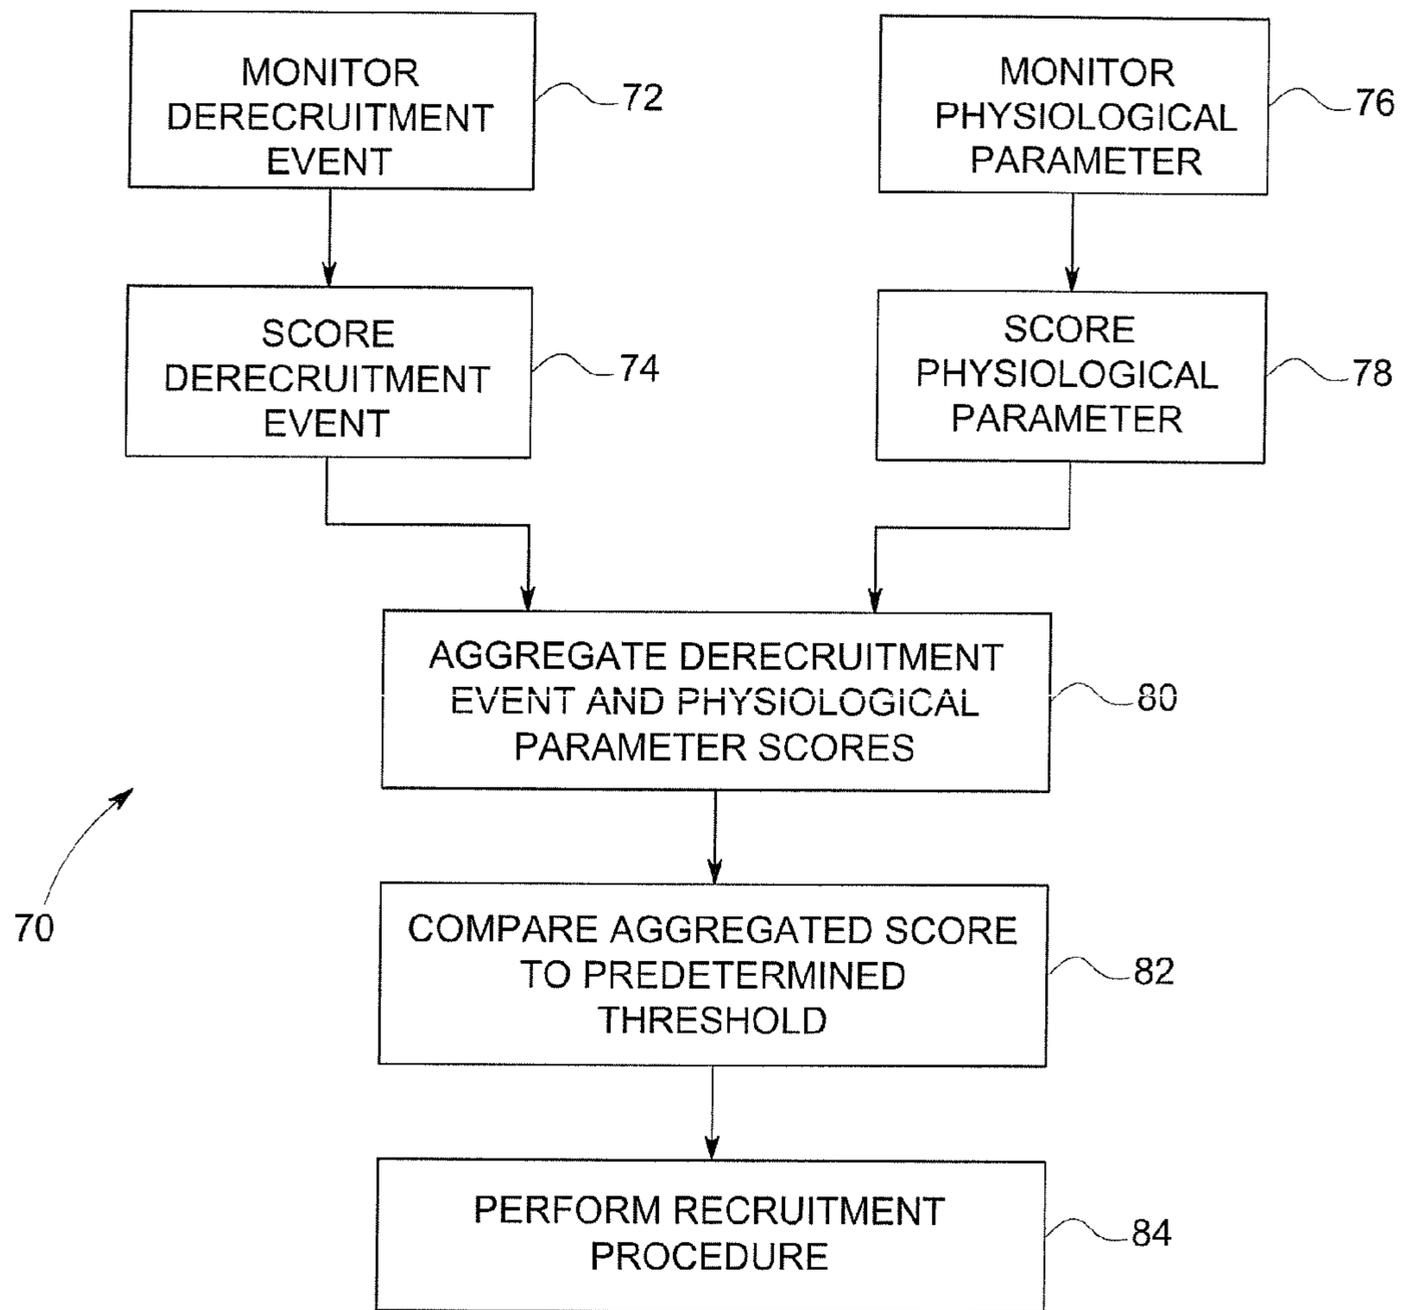 MONITOR
DERECRUITMENT
EVENT
72
MONITOR
PHYSIOLOGICAL
PARAMETER
76
SCORE
DERECRUITMENT
EVENT
74
SCORE
PHYSIOLOGICAL
PARAMETER
78
AGGREGATE DERECRUITMENT
EVENT AND PHYSIOLOGICAL
PARAMETER SCORES
80
70
COMPARE AGGREGATED SCORE
TO PREDETERMINED
THRESHOLD
82
PERFORM RECRUITMENT
PROCEDURE
84